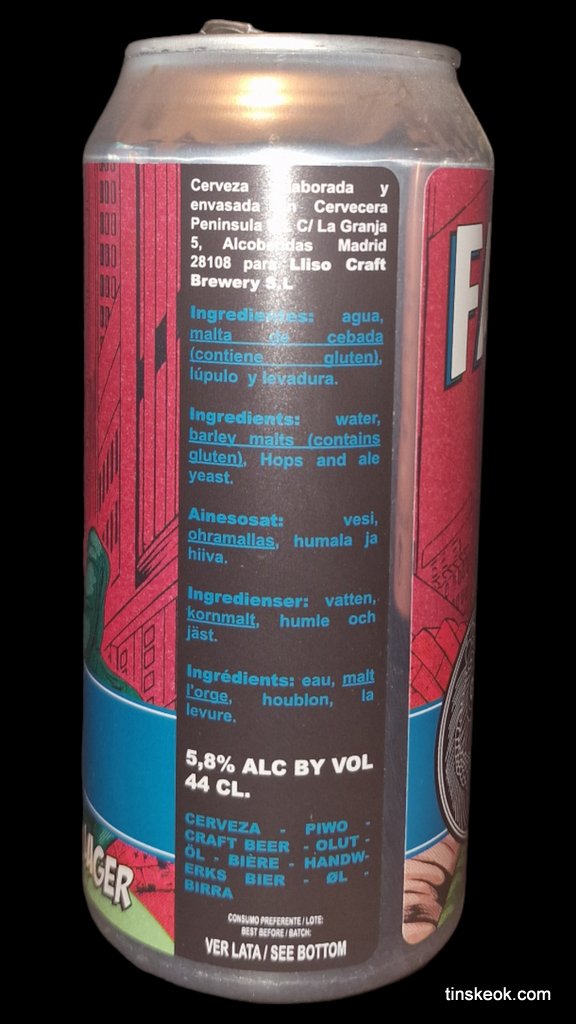 Cerveza elaborada y
envasada en Cervecera
Peninsula C/ La Granja
5, Alcobendas Madrid
28108 para Lliso Craft
Brewery S.L
Ingredientes: agua,
malta de cebada
(contiene gluten),
lúpulo y levadura.
Ingredients: water,
barley malts (contains
gluten), Hops and ale
yeast.
Ainesosat: vesi,
ohramallas, humala ja
hiiva.
Ingredienser: vatten,
kornmalt, humle och
jäst.
Ingrédients: eau, malt
l'orge, houblon, la
levure.
5,8% ALC BY VOL
44 CL.
CERVEZA - PIWO -
CRAFT BEER - OLUT -
ÖL - BIÈRE - HANDW-
ERKS BIER - ØL -
BIRRA
CONSUMO PREFERENTE / LOTE:
BEST BEFORE / BATCH:
VER LATA / SEE BOTTOM
AGER
F
tinskeok.com